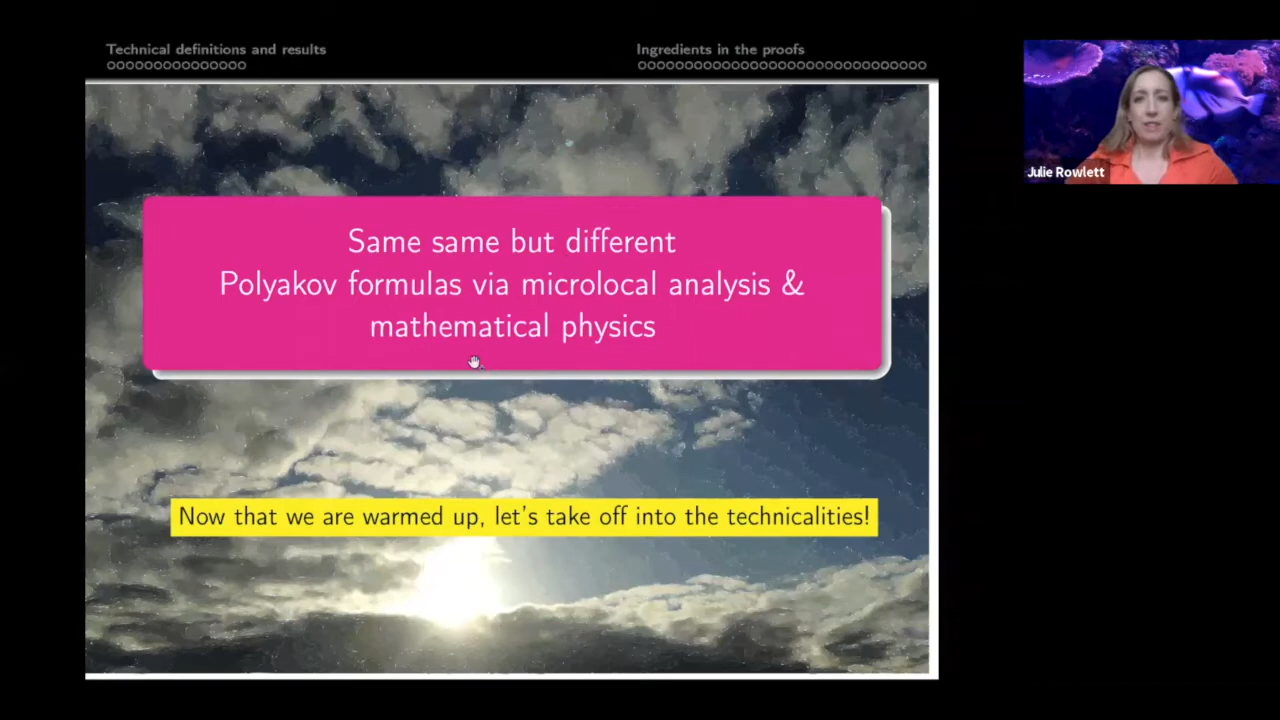 Technical definitions and results
Ingredients in the proofs
Same same but different
Polyakov formulas via microlocal analysis &
mathematical physics
Now that we are warmed up, let's take off into the technicalities!
Julie Rowlett